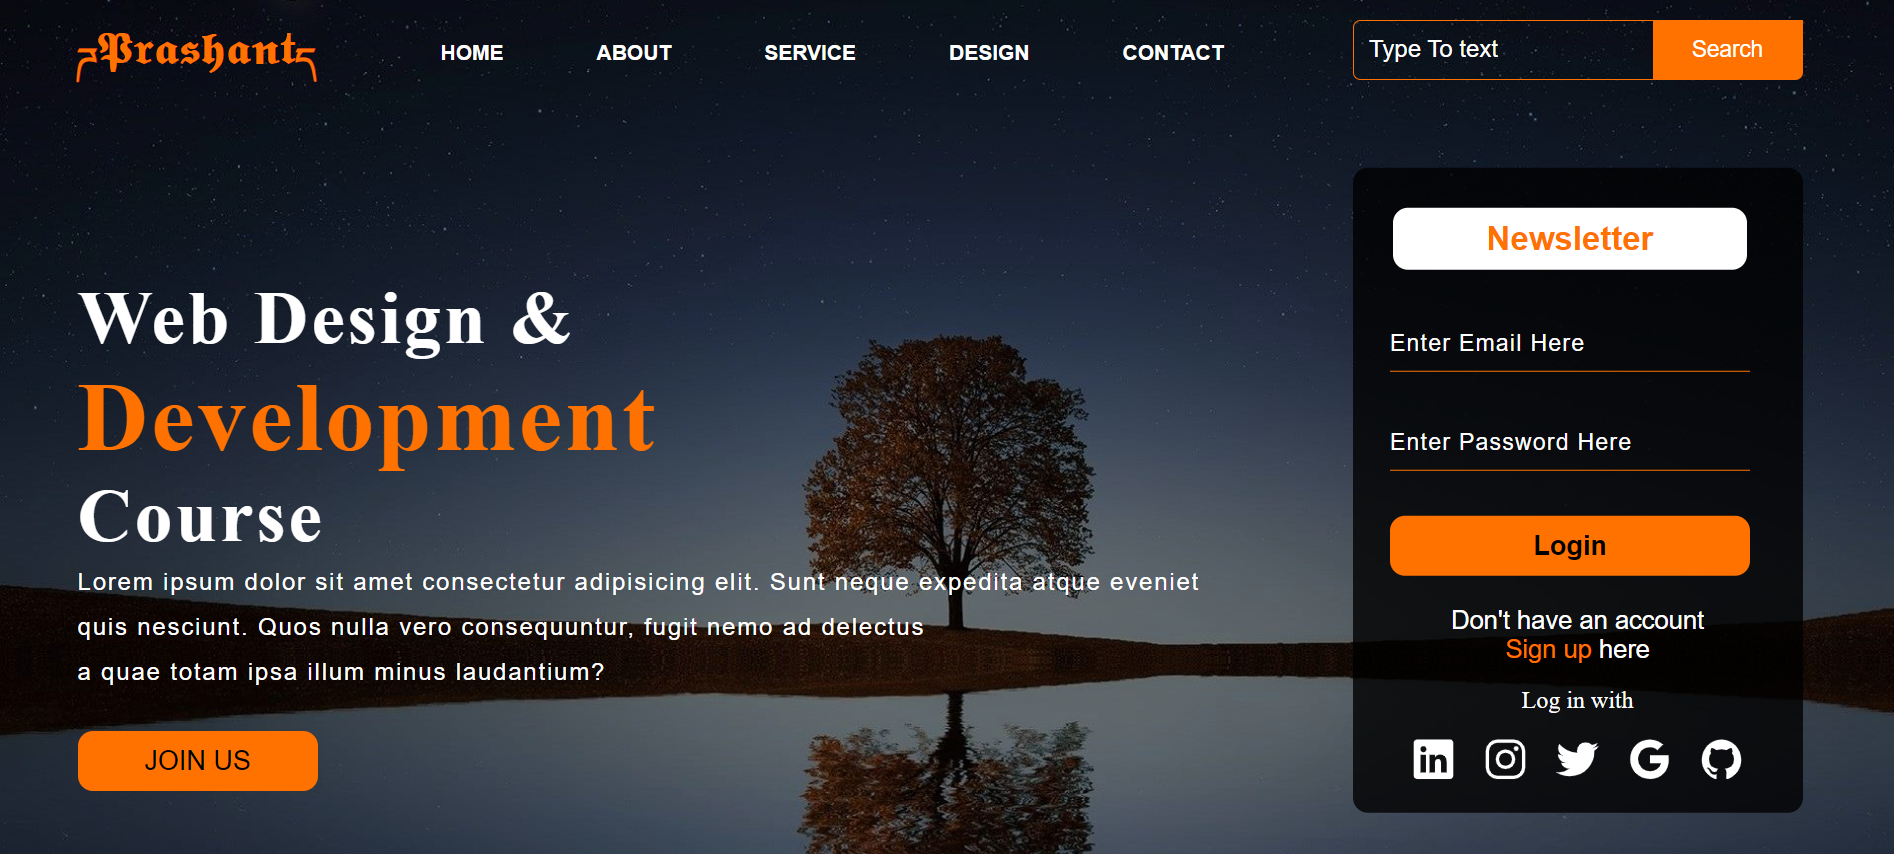 Prashant
HOME
ABOUT
SERVICE
DESIGN
CONTACT
Type To text
Search
Web Design &
Development
Course
Lorem ipsum dolor sit amet consectetur adipisicing elit. Sunt neque expedita atque eveniet
quis nesciunt. Quos nulla vero consequuntur, fugit nemo ad delectus
a quae totam ipsa illum minus laudantium?
JOIN US
Newsletter
Enter Email Here
Enter Password Here
Login
Don't have an account
Sign up here
Log in with